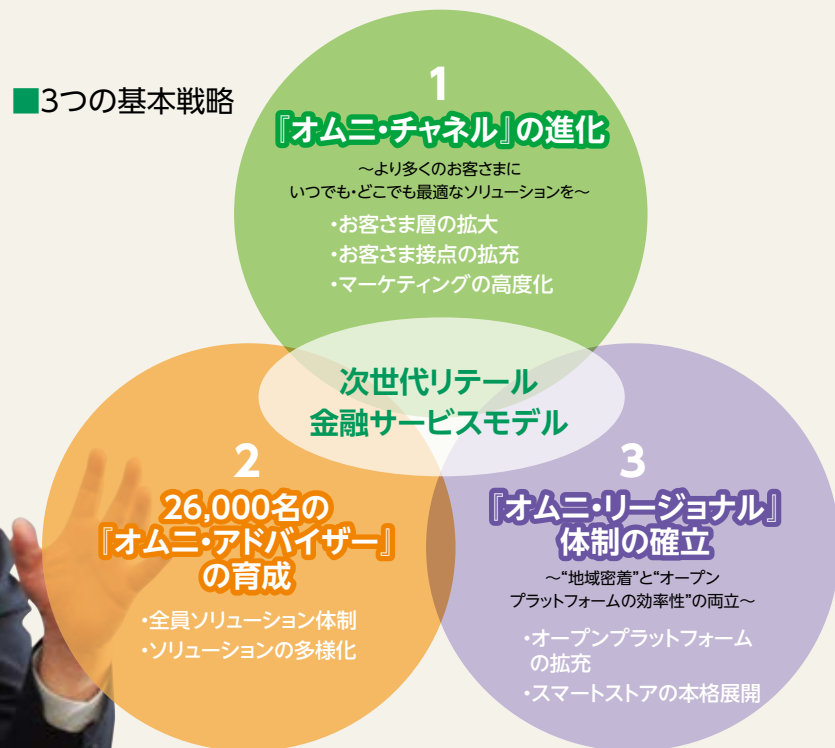 ■3つの基本戦略
1
『オムニ・チャネル』の進化
～より多くのお客さまに
いつでも・どこでも最適なソリューションを～
・お客さま層の拡大
・お客さま接点の拡充
・マーケティングの高度化
次世代リテール
金融サービスモデル
2
26,000名の
『オムニ・アドバイザー』
の育成
・全員ソリューション体制
・ソリューションの多様化
3
『オムニ・リージョナル』
体制の確立
～“地域密着”と“オープン
プラットフォームの効率性”の両立～
・オープンプラットフォーム
の拡充
・スマートストアの本格展開